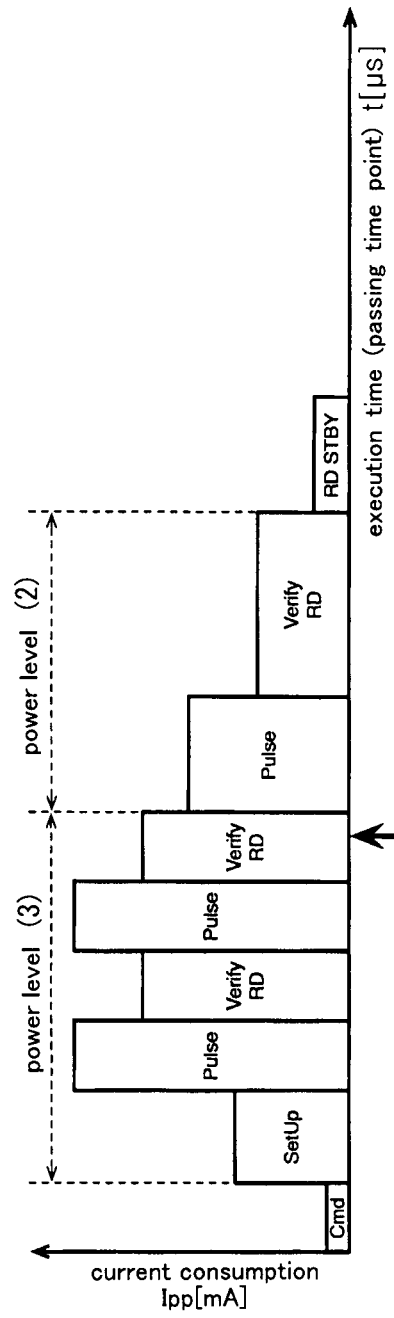 power level (3)
power level (2)
Cmd
SetUp
Pulse
Verify
RD
Pulse
Verify
RD
Pulse
Verify
RD
RD STBY
current consumption
Ipp[mA]
execution time (passing time point) t[μs]